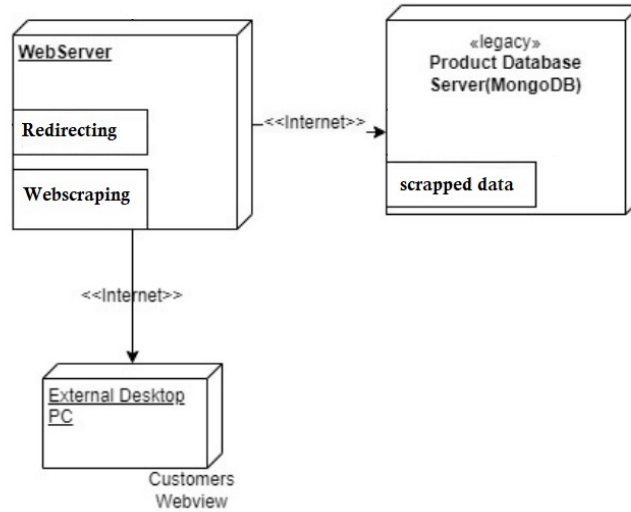 WebServer
Redirecting
Webscraping
<<Internet>>
«legacy»
Product Database
Server(MongoDB)
scrapped data
<<Internet>>
External Desktop
PC
Customers
Webview